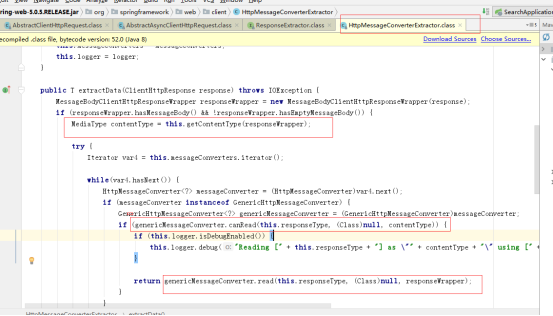 ring-web-5.0.5.RELEASE.jar org springframework web client HttpMessageConverterExtractor SearchApplication
AbstractClientHttpRequest.class AbstractAsyncClientHttpRequest.class ResponseExtractor.class HttpMessageConverterExtractor.class
ecompiled .class file, bytecode version: 52.0 (Java 8) Download Sources Choose Sources...
this.logger = logger;
}
public T extractData(ClientHttpResponse response) throws IOException {
MessageBodyClientHttpResponseWrapper responseWrapper = new MessageBodyClientHttpResponseWrapper(response);
if (responseWrapper.hasMessageBody() && !responseWrapper.hasEmptyMessageBody()) {
MediaType contentType = this.getContentType(responseWrapper);
try {
Iterator var4 = this.messageConverters.iterator();
while(var4.hasNext()) {
HttpMessageConverter<?> messageConverter = (HttpMessageConverter)var4.next();
if (messageConverter instanceof GenericHttpMessageConverter) {
GenericHttpMessageConverter<?> genericMessageConverter = (GenericHttpMessageConverter)messageConverter;
if (genericMessageConverter.canRead(this.responseType, (Class)null, contentType)) {
if (this.logger.isDebugEnabled()) {
this.logger.debug( "Reading [" + this.responseType + "] as \"" + contentType + "\" using [" +
}
return genericMessageConverter.read(this.responseType, (Class)null, responseWrapper);
}
}
HttpMessageConverterExtractor extractData()